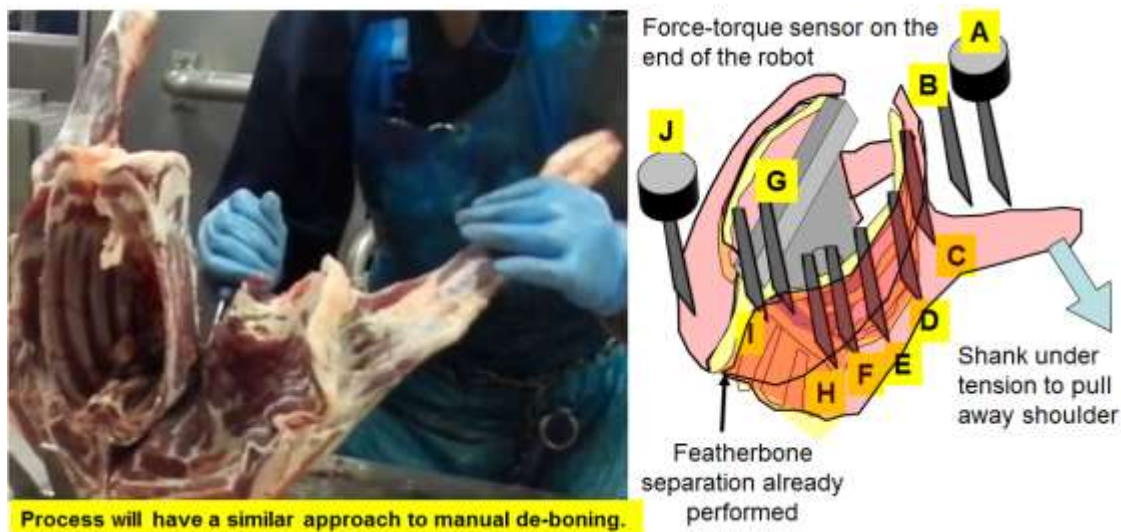 Process will have a similar approach to manual de-boning.
Force-torque sensor on the
end of the robot
A
B
J
G
C
I
D
E
F
H
Shank under
tension to pull
away shoulder
Featherbone
separation already
performed